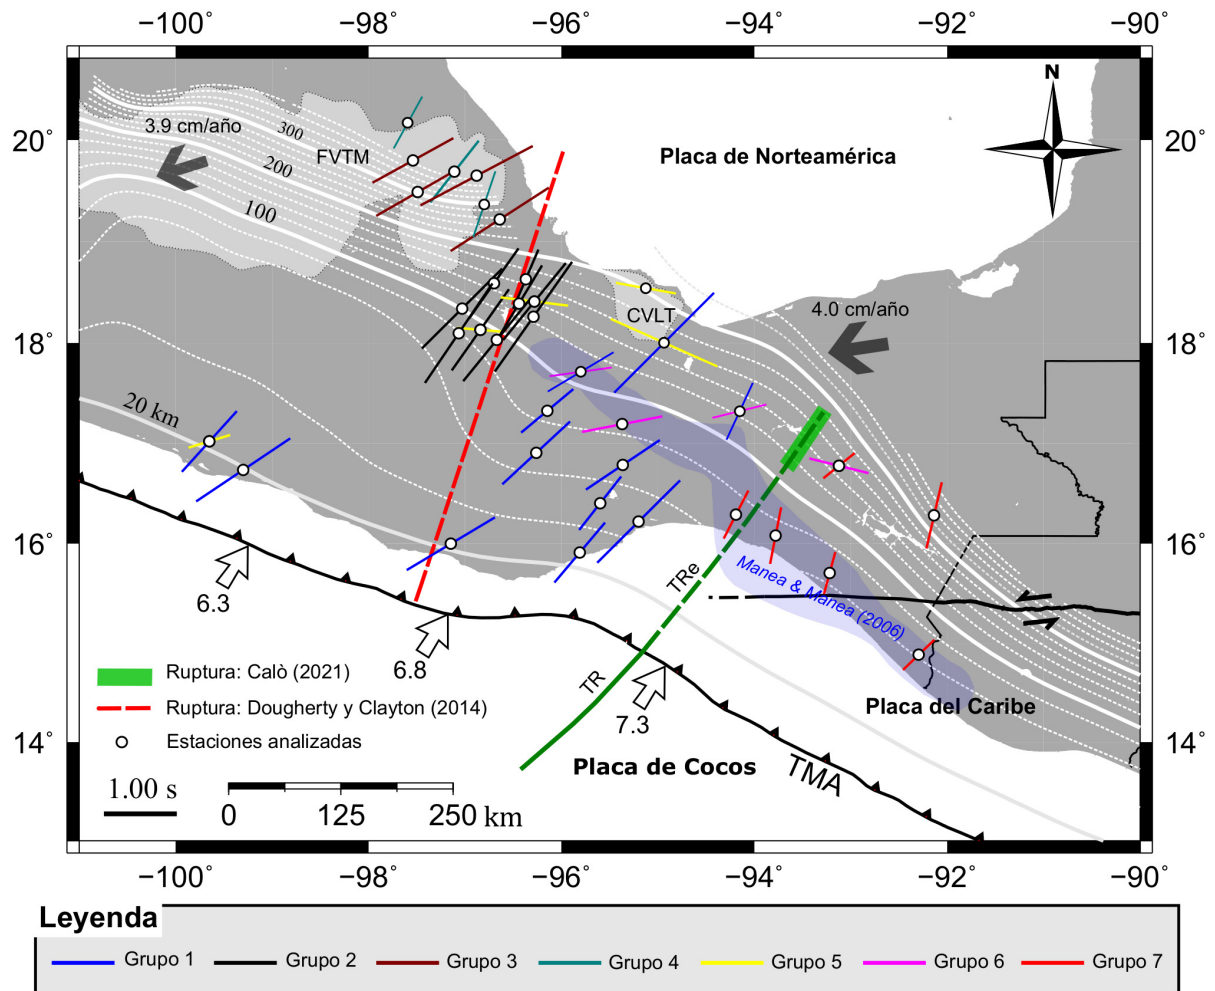 −100° −98° −96° −94° −92° −90°
N
3.9 cm/año
300
20° 20°
FVTM
Placa de Norteamérica
200
100
4.0 cm/año
CVLT
18° 18°
20 km
16° 16°
TRe
Manea & Manea (2006)
6.3
6.8
TR
Ruptura: Calò (2021)
Placa del Caribe
Ruptura: Dougherty y Clayton (2014)
7.3
Estaciones analizadas
14° 14°
Placa de Cocos
TMA
1.00 s
0 125 250 km
−100° −98° −96° −94° −92° −90°
Leyenda
Grupo 1 Grupo 2 Grupo 3 Grupo 4 Grupo 5 Grupo 6 Grupo 7